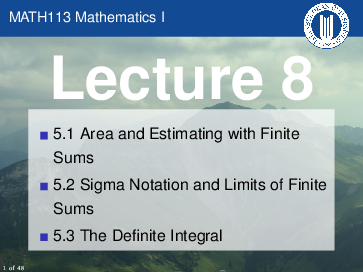 MATH113 Mathematics I
Lecture 8
5.1 Area and Estimating with Finite
Sums
5.2 Sigma Notation and Limits of Finite
Sums
5.3 The Definite Integral
1 of 48